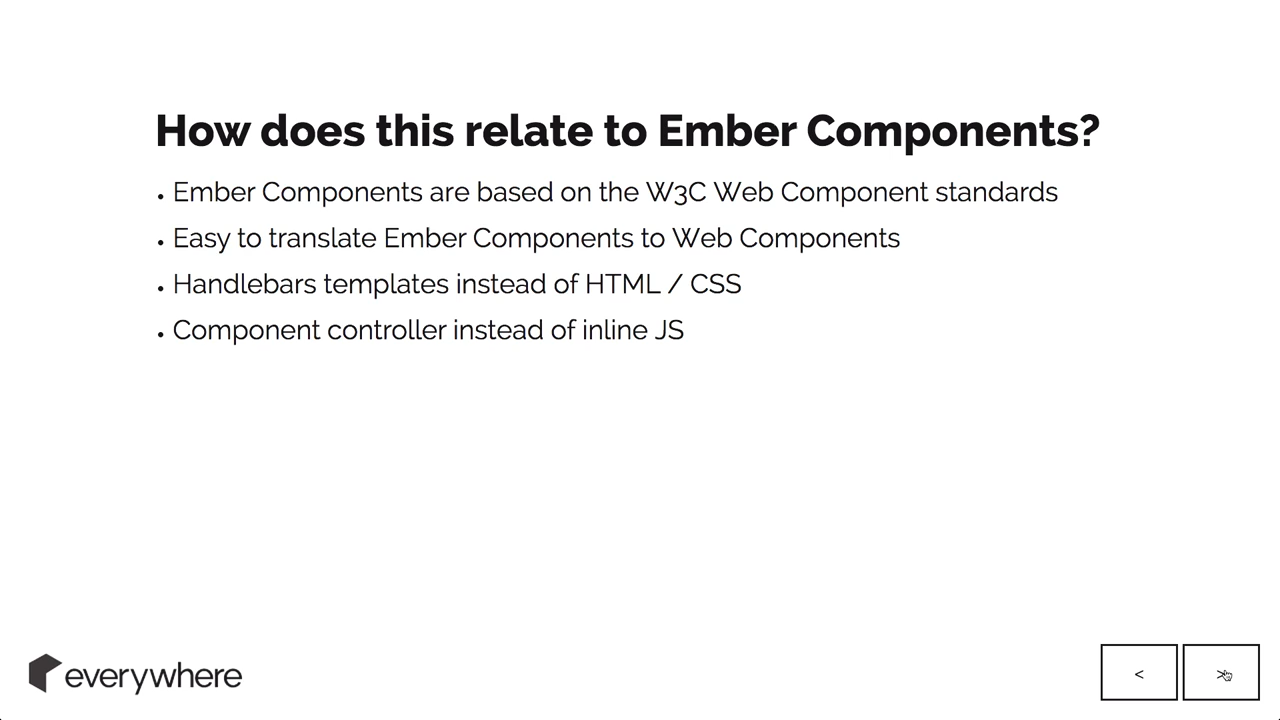 How does this relate to Ember Components?
• Ember Components are based on the W3C Web Component standards
• Easy to translate Ember Components to Web Components
• Handlebars templates instead of HTML / CSS
• Component controller instead of inline JS
everywhere
< >